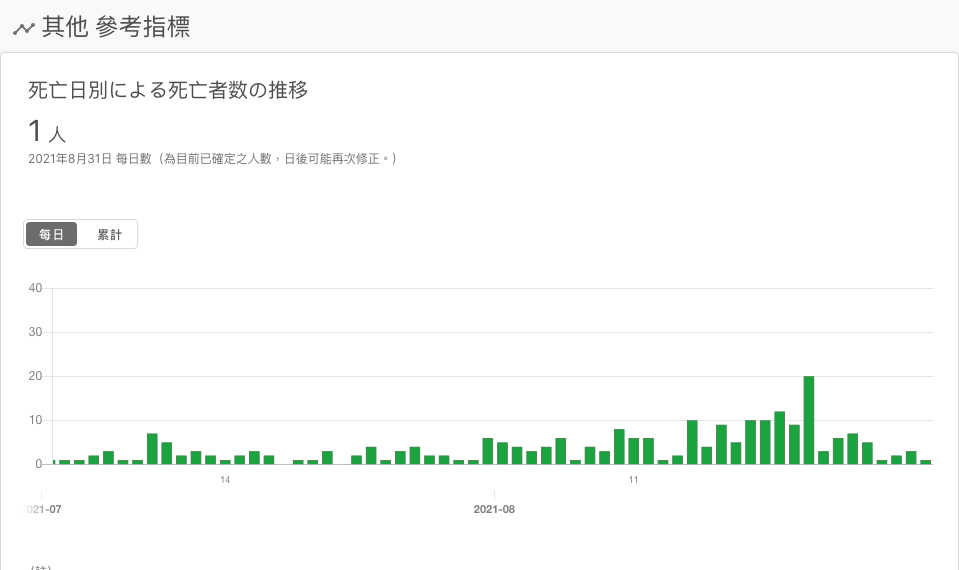 其他 參考指標
死亡日別による死亡者数の推移
1 人
2021年8月31日 每日數（為目前已確定之人數，日後可能再次修正。）
每日 累計
40
30
20
10
0
14 11
2021-07 2021-08